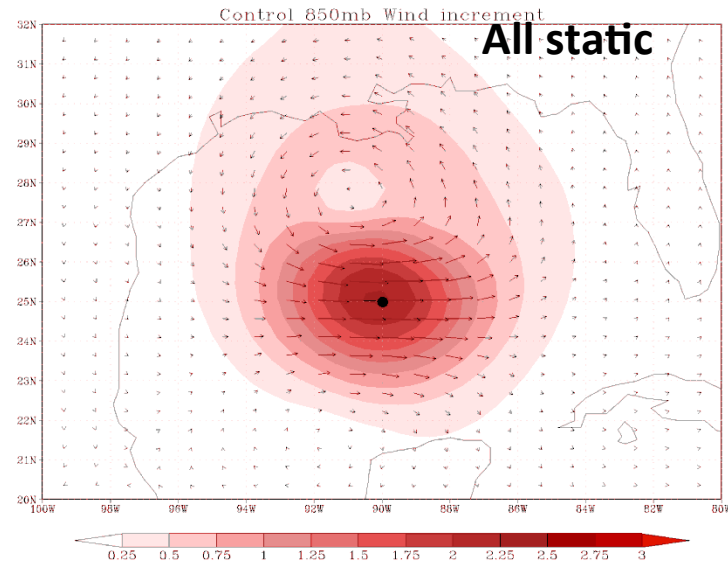 Control 850mb Wind increment
All static
32N
31N
30N
29N
28N
27N
26N
25N
24N
23N
22N
21N
20N
100W 98W 96W 94W 92W 90W 88W 86W 84W 82W 80W
0.25 0.5 0.75 1 1.25 1.5 1.75 2 2.25 2.5 2.75 3